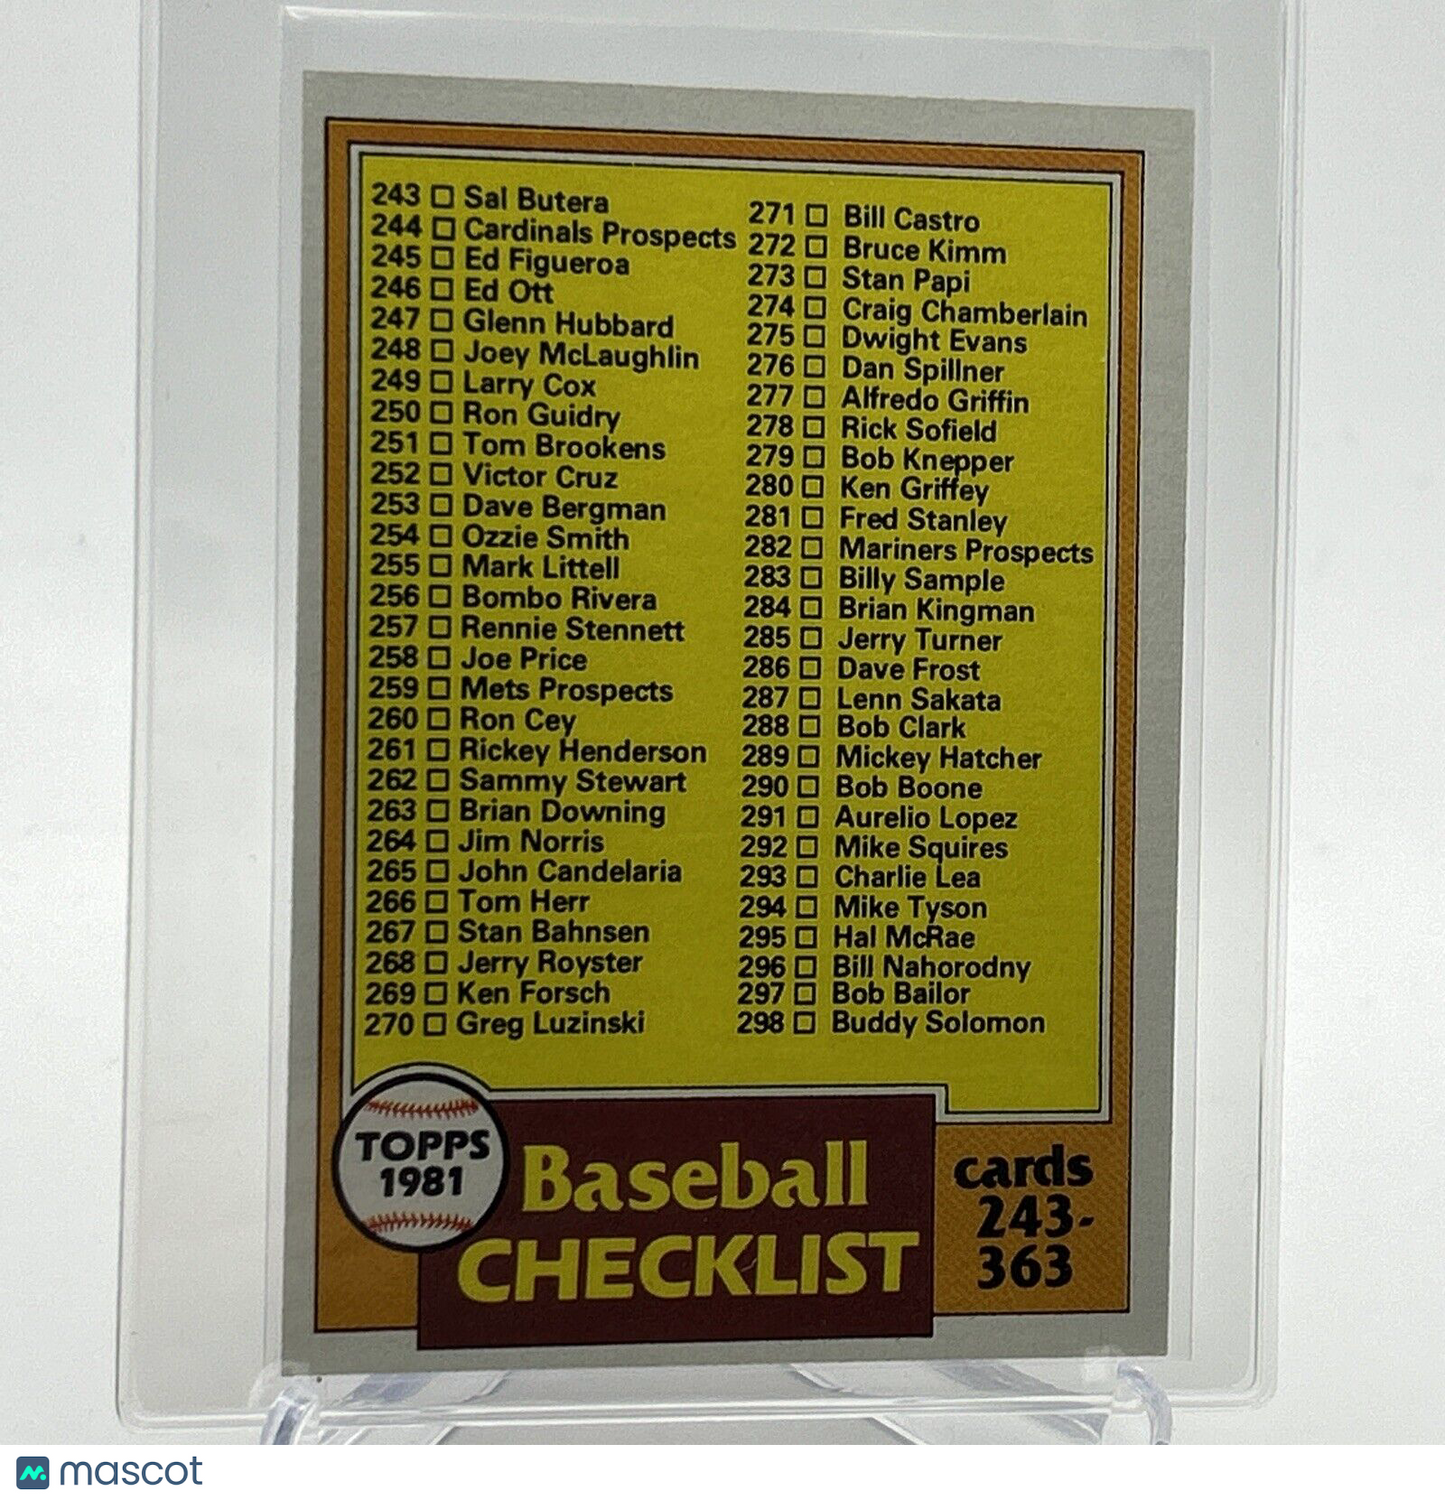 243 □ Sal Butera
244 □ Cardinals Prospects
245 □ Ed Figueroa
246 □ Ed Ott
247 □ Glenn Hubbard
248 □ Joey McLaughlin
249 □ Larry Cox
250 □ Ron Guidry
251 □ Tom Brookens
252 □ Victor Cruz
253 □ Dave Bergman
254 □ Ozzie Smith
255 □ Mark Littell
256 □ Bombo Rivera
257 □ Rennie Stennett
258 □ Joe Price
259 □ Mets Prospects
260 □ Ron Cey
261 □ Rickey Henderson
262 □ Sammy Stewart
263 □ Brian Downing
264 □ Jim Norris
265 □ John Candelaria
266 □ Tom Herr
267 □ Stan Bahnsen
268 □ Jerry Royster
269 □ Ken Forsch
270 □ Greg Luzinski
271 □ Bill Castro
272 □ Bruce Kimm
273 □ Stan Papi
274 □ Craig Chamberlain
275 □ Dwight Evans
276 □ Dan Spillner
277 □ Alfredo Griffin
278 □ Rick Sofield
279 □ Bob Knepper
280 □ Ken Griffey
281 □ Fred Stanley
282 □ Mariners Prospects
283 □ Billy Sample
284 □ Brian Kingman
285 □ Jerry Turner
286 □ Dave Frost
287 □ Lenn Sakata
288 □ Bob Clark
289 □ Mickey Hatcher
290 □ Bob Boone
291 □ Aurelio Lopez
292 □ Mike Squires
293 □ Charlie Lea
294 □ Mike Tyson
295 □ Hal McRae
296 □ Bill Nahorodny
297 □ Bob Bailor
298 □ Buddy Solomon
TOPPS
1981
Baseball
CHECKLIST
cards
243-
363
mascot